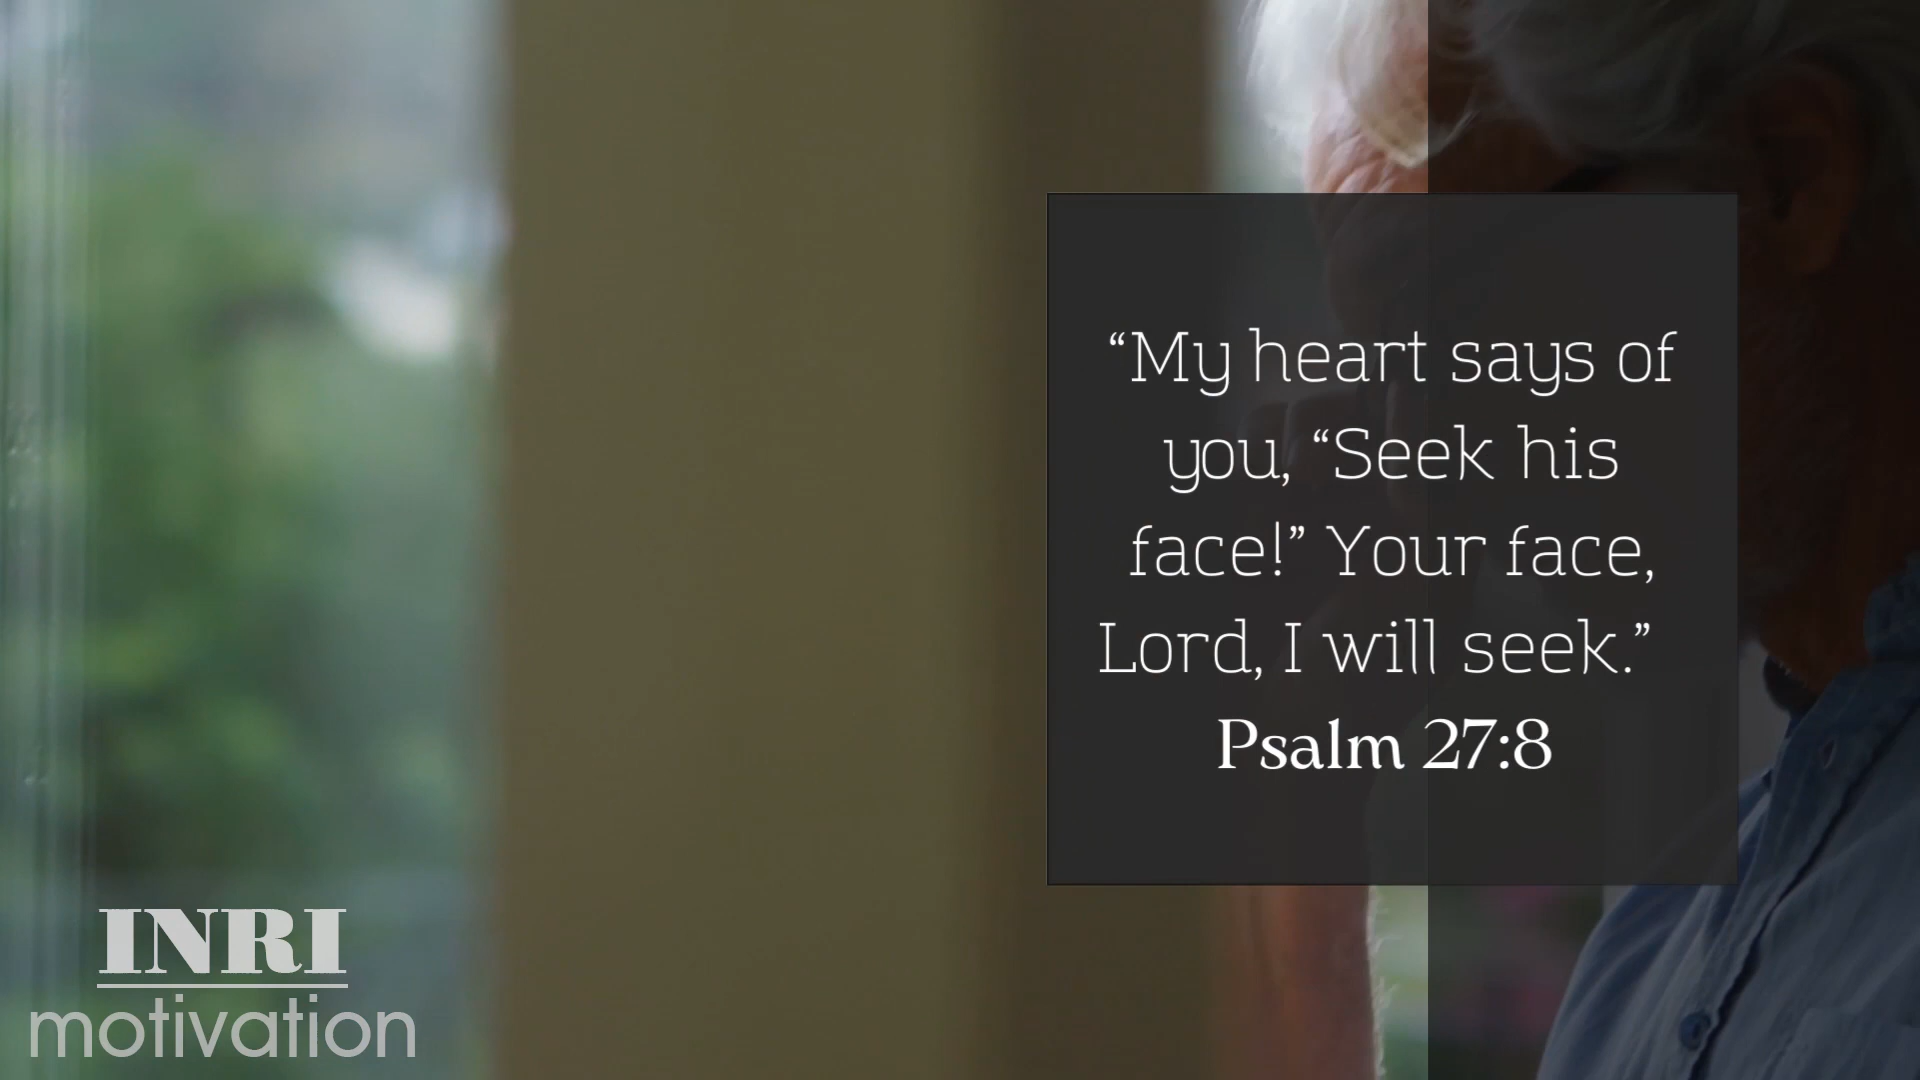 “My heart says of
you, “Seek his
face!” Your face,
Lord, I will seek.”
Psalm 27:8
INRI
motivation